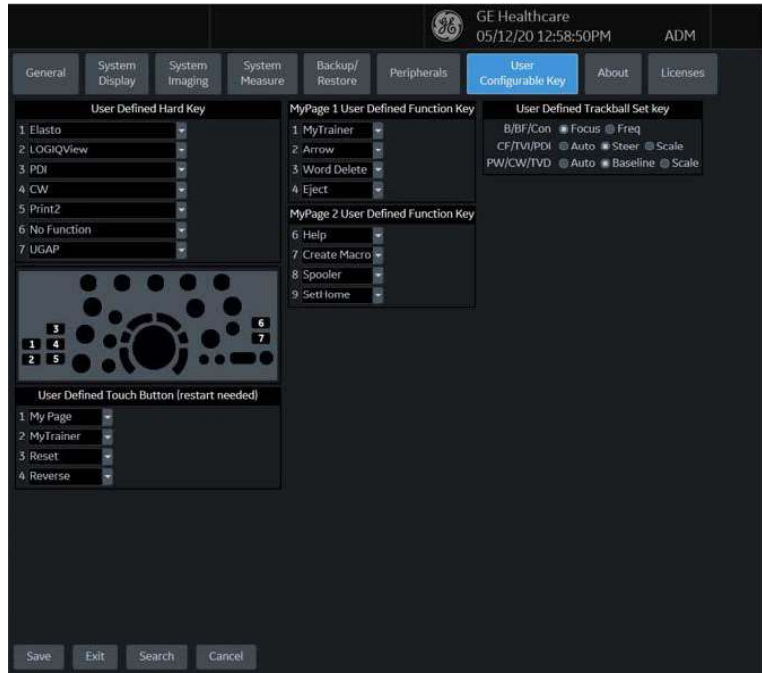 GE Healthcare
05/12/20 12:58:50PM ADM
General
System Display
System Imaging
System Measure
Backup/ Restore
Peripherals
User Configurable Key
About
Licenses
User Defined Hard Key
1 Elasto
2 LOGIQView
3 PDI
4 CW
5 Print2
6 No Function
7 UGAP
3
1 4
2 5
6
7
User Defined Touch Button (restart needed)
1 My Page
2 MyTrainer
3 Reset
4 Reverse
MyPage 1 User Defined Function Key
1 MyTrainer
2 Arrow
3 Word Delete
4 Eject
MyPage 2 User Defined Function Key
6 Help
7 Create Macro
8 Spooler
9 SetHome
User Defined Trackball Set key
B/BF/Con Focus Freq
CF/TVI/PDI Auto Steer Scale
PW/CW/TVD Auto Baseline Scale
Save Exit Search Cancel